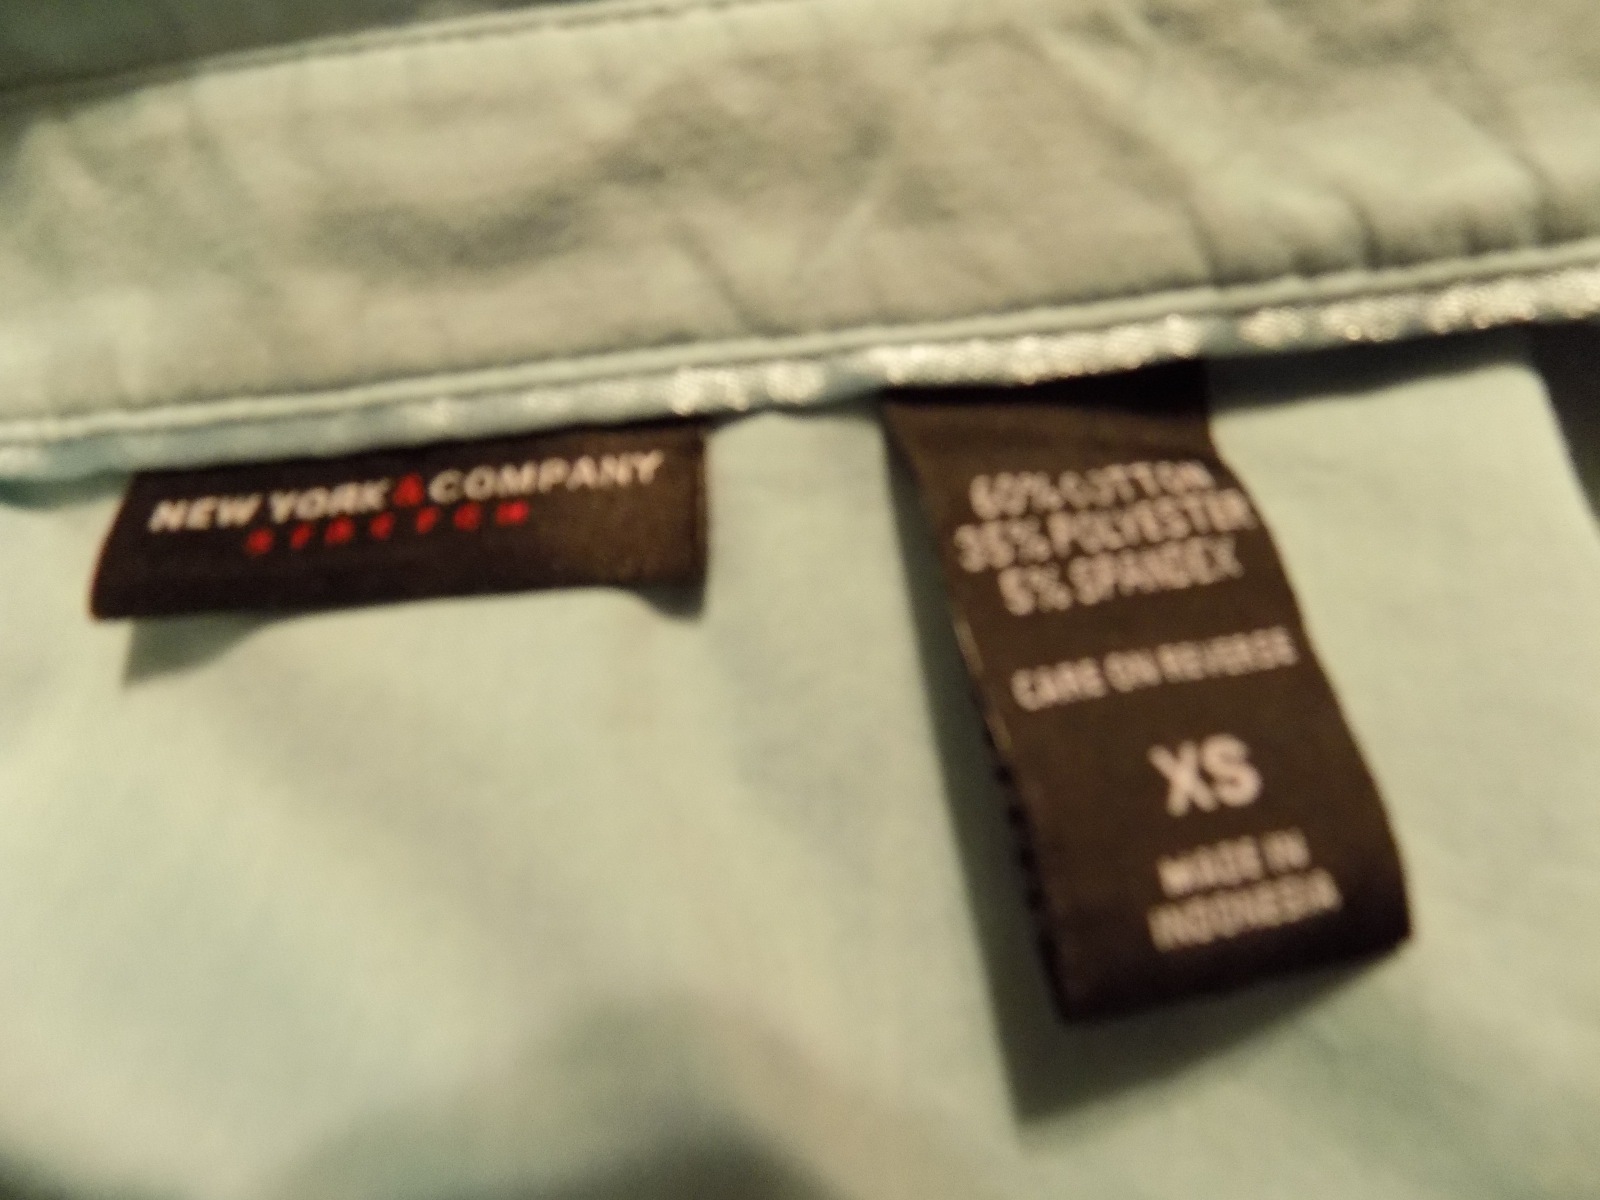 NEW YORK & COMPANY
STRETCH
60% COTTON
35% POLYESTER
5% SPANDEX
CARE ON REVERSE
XS
MADE IN
INDONESIA